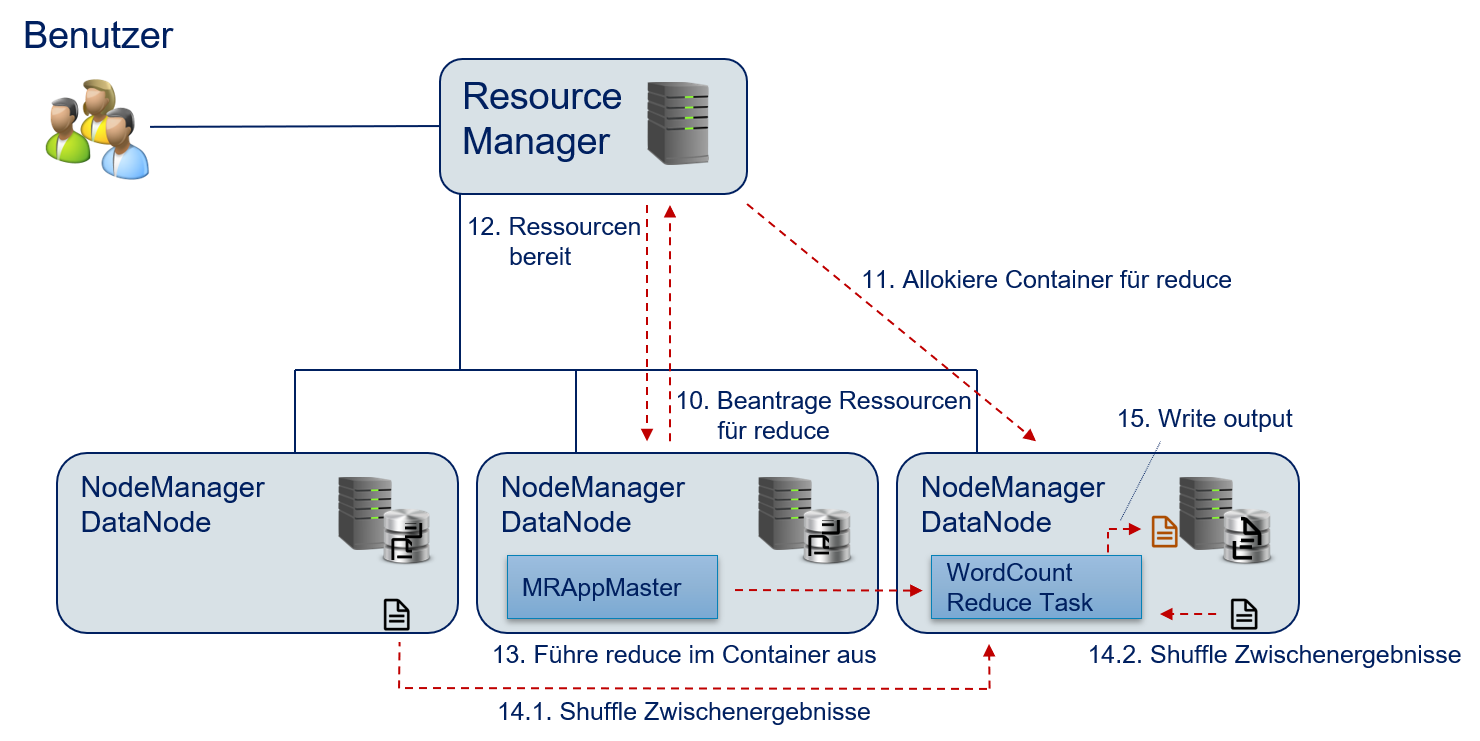 Benutzer
Resource
Manager
12. Ressourcen
bereit
11. Allokiere Container für reduce
10. Beantrage Ressourcen
für reduce
15. Write output
NodeManager
DataNode
NodeManager
DataNode
MRAppMaster
NodeManager
DataNode
WordCount
Reduce Task
13. Führe reduce im Container aus
14.2. Shuffle Zwischenergebnisse
14.1. Shuffle Zwischenergebnisse